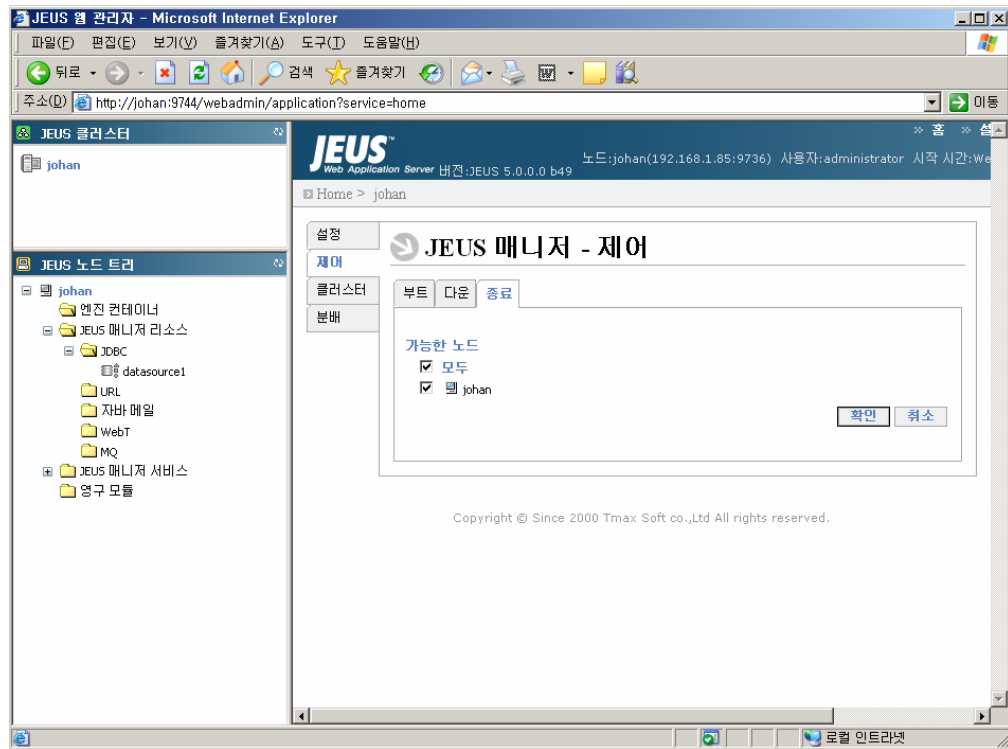 JEUS 웹 관리자 - Microsoft Internet Explorer
파일(F) 편집(E) 보기(V) 즐겨찾기(A) 도구(T) 도움말(H)
뒤로 검색 즐겨찾기
주소(D) http://johan:9744/webadmin/application?service=home 이동
JEUS 클러스터
johan
JEUS 노드 트리
johan
엔진 컨테이너
JEUS 매니저 리소스
JDBC
datasource1
URL
자바 메일
WebT
MQ
JEUS 매니저 서비스
영구 모듈
» 홈 »
JEUS™
Web Application Server 버전:JEUS 5.0.0.0 b49
노드:johan(192.168.1.85:9736) 사용자:administrator 시작 시간:We
Home > johan
설정
제어
클러스터
분배
JEUS 매니저 - 제어
부트 다운 종료
가능한 노드
모두
johan
확인 취소
Copyright © Since 2000 Tmax Soft co.,Ltd All rights reserved.
로컬 인트라넷